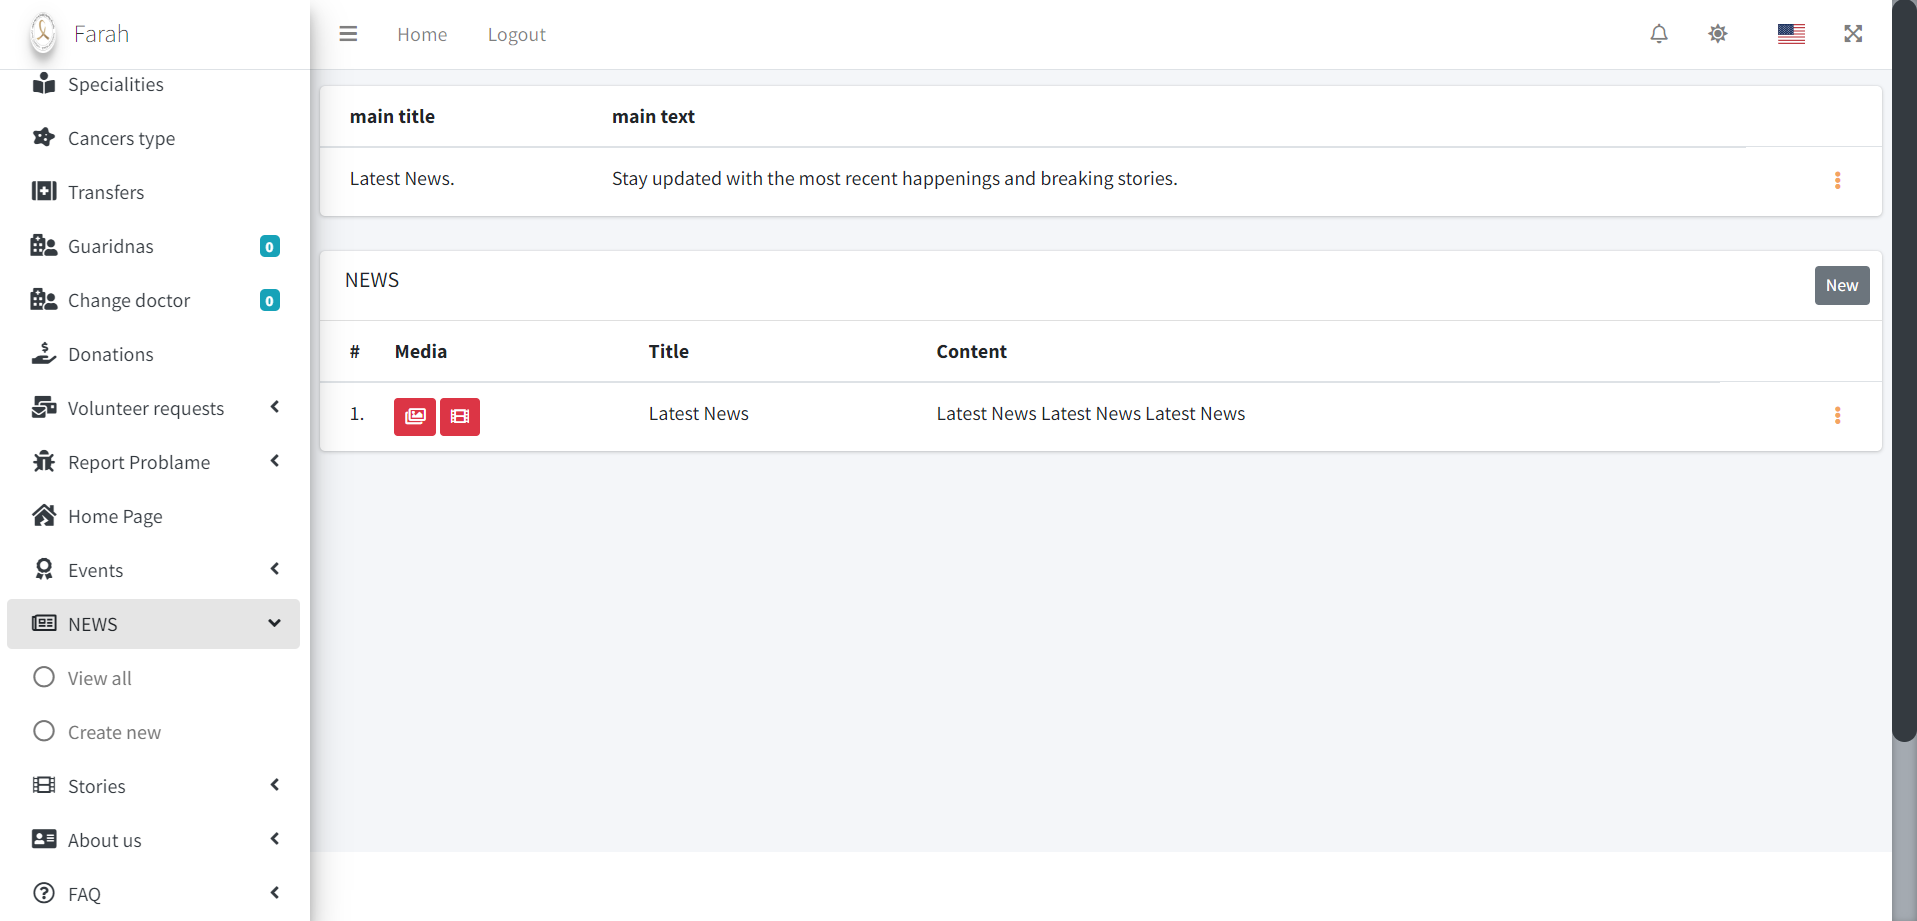 Farah
Home
Logout
Specialities
Cancers type
Transfers
Guaridnas 0
Change doctor 0
Donations
Volunteer requests
Report Problame
Home Page
Events
NEWS
View all
Create new
Stories
About us
FAQ
main title main text
Latest News. Stay updated with the most recent happenings and breaking stories.
NEWS
New
# Media Title Content
1. Latest News Latest News Latest News Latest News